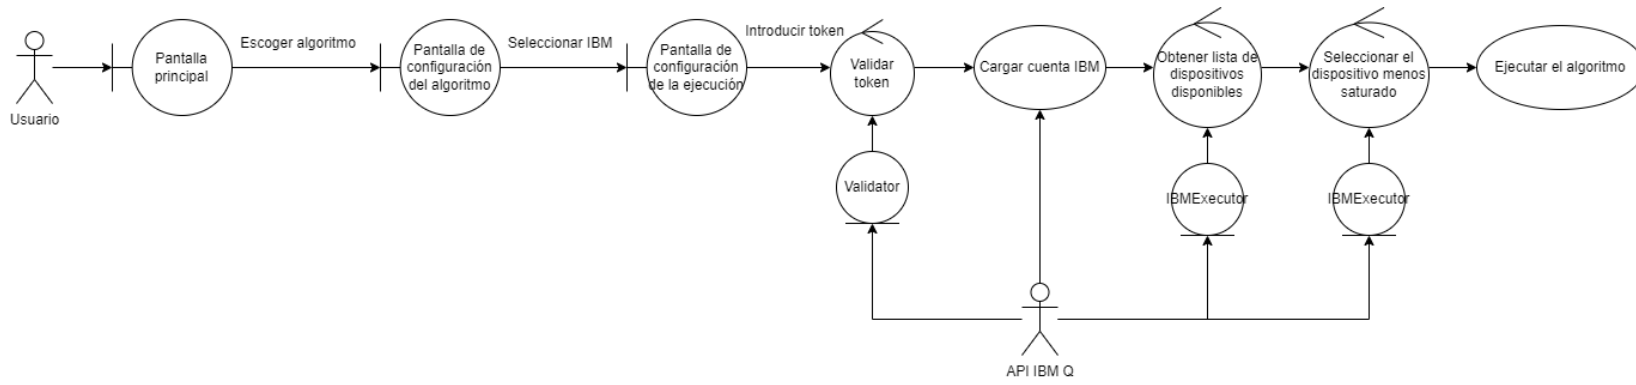 Usuario
Pantalla
principal
Escoger algoritmo
Pantalla de
configuración
del algoritmo
Seleccionar IBM
Pantalla de
configuración
de la ejecución
Introducir token
Validar
token
Cargar cuenta IBM
Obtener lista de
dispositivos
disponibles
Seleccionar el
dispositivo menos
saturado
Ejecutar el algoritmo
Validator
IBMExecutor
IBMExecutor
API IBM Q